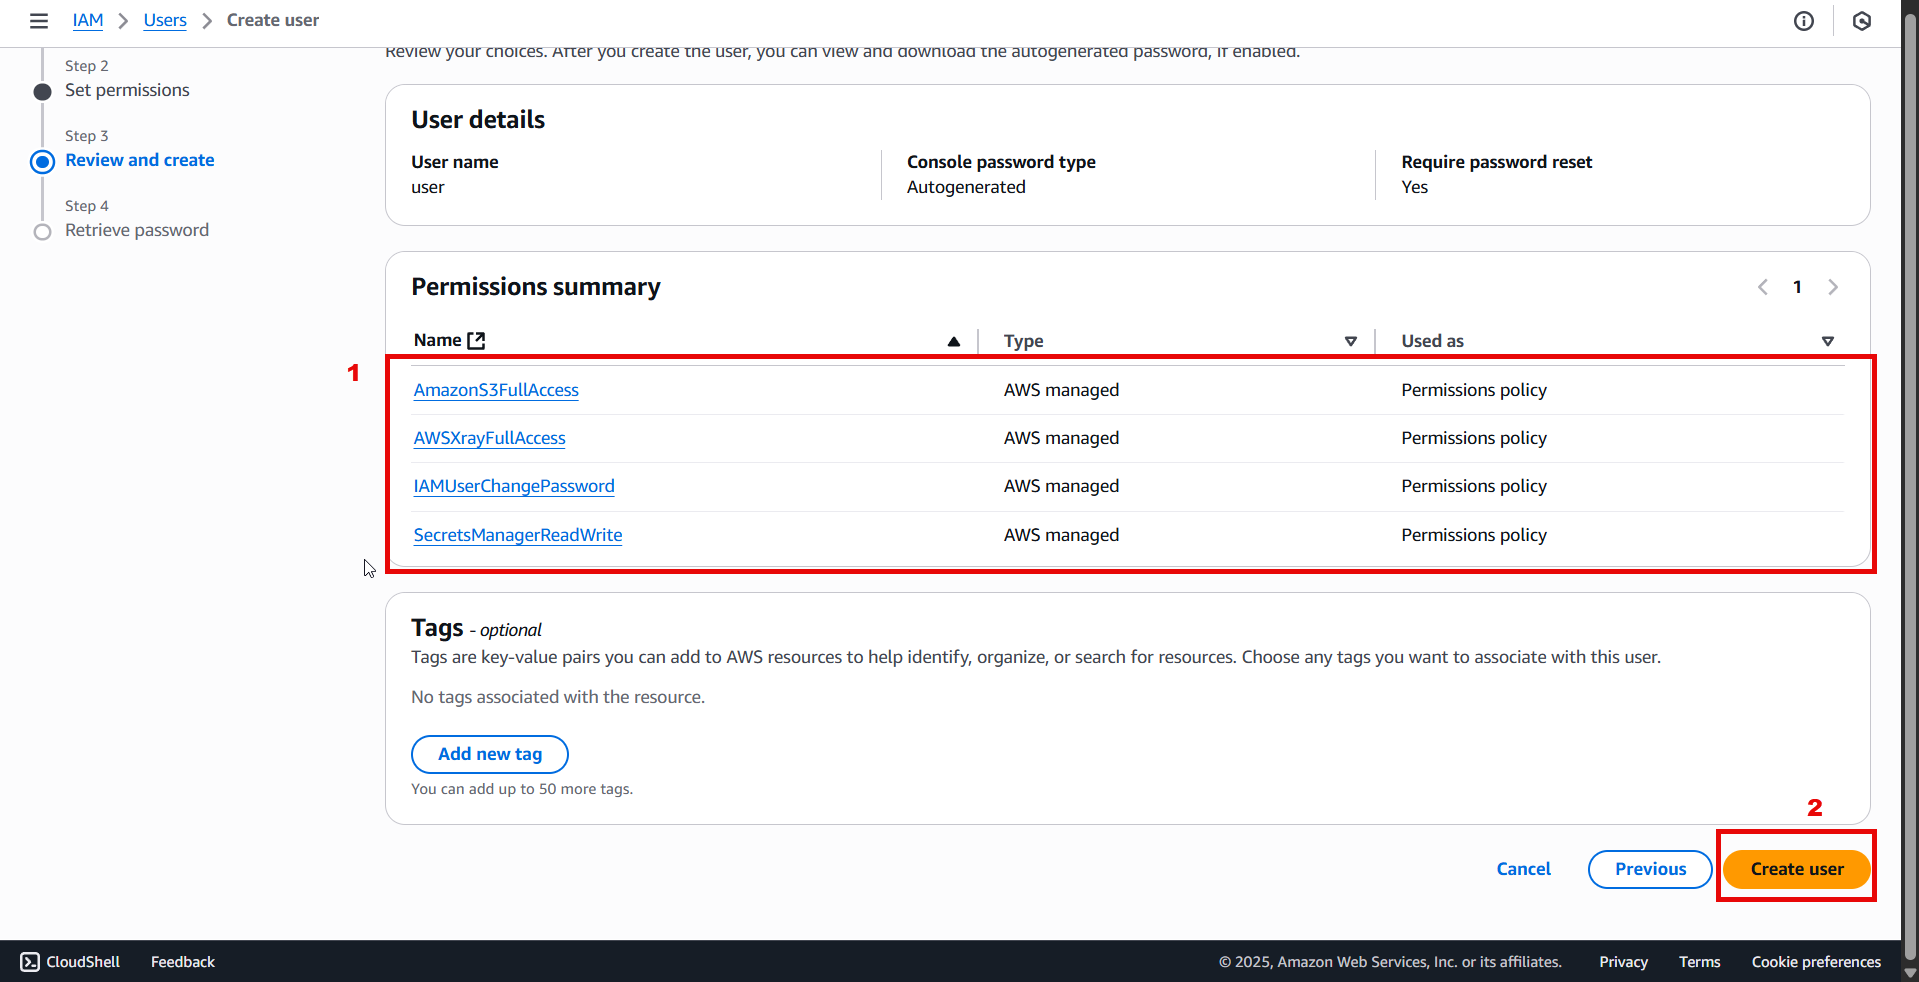 IAM > Users > Create user
Review your choices. After you create the user, you can view and download the autogenerated password, if enabled.
Step 2
Set permissions
Step 3
Review and create
Step 4
Retrieve password
User details
User name
user
Console password type
Autogenerated
Require password reset
Yes
Permissions summary
1
Name Type Used as
1
AmazonS3FullAccess AWS managed Permissions policy
AWSXrayFullAccess AWS managed Permissions policy
IAMUserChangePassword AWS managed Permissions policy
SecretsManagerReadWrite AWS managed Permissions policy
Tags - optional
Tags are key-value pairs you can add to AWS resources to help identify, organize, or search for resources. Choose any tags you want to associate with this user.
No tags associated with the resource.
Add new tag
You can add up to 50 more tags.
2
Cancel Previous Create user
CloudShell Feedback © 2025, Amazon Web Services, Inc. or its affiliates. Privacy Terms Cookie preferences